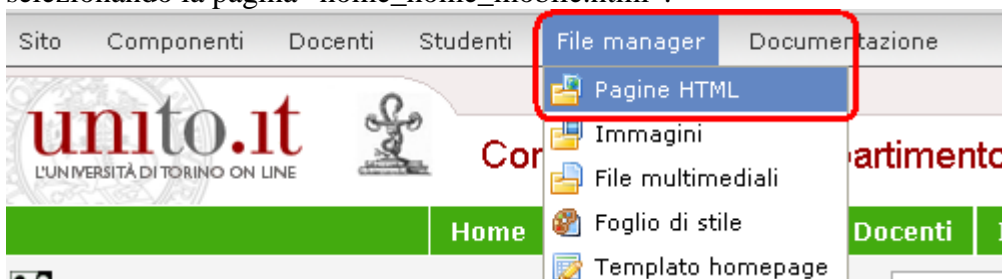 Sito Componenti Docenti Studenti File manager Documentazione
Pagine HTML
unito.it
L'UNIVERSITÀ DI TORINO ON LINE
Immagini
File multimediali
Home Foglio di stile Docenti
Templato homepage